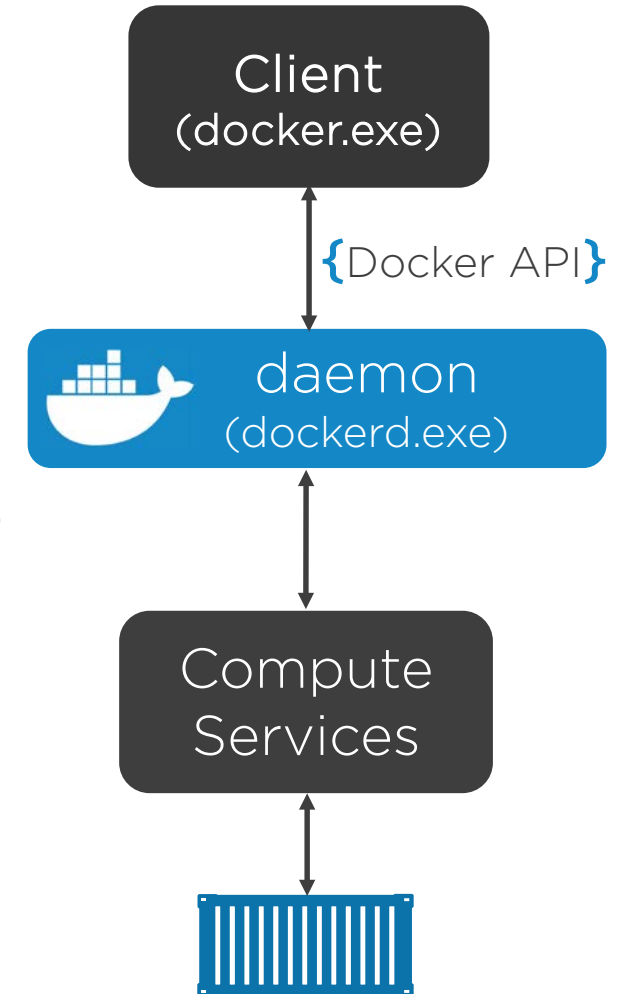 Client
(docker.exe)
{Docker API}
daemon
(dockerd.exe)
Compute
Services